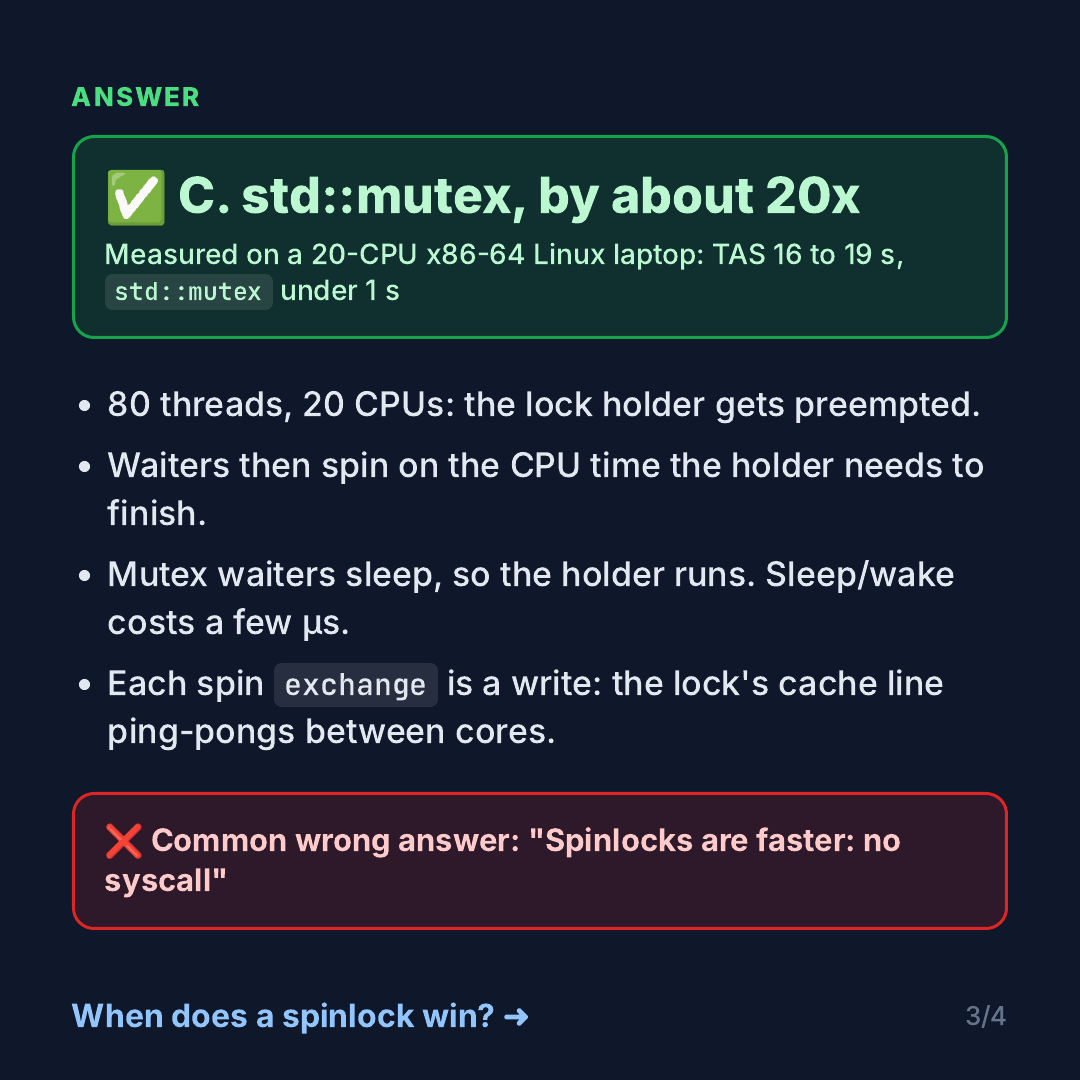 ANSWER
✅ C. std::mutex, by about 20x
Measured on a 20-CPU x86-64 Linux laptop: TAS 16 to 19 s,
std::mutex under 1 s
• 80 threads, 20 CPUs: the lock holder gets preempted.
• Waiters then spin on the CPU time the holder needs to
finish.
• Mutex waiters sleep, so the holder runs. Sleep/wake
costs a few µs.
• Each spin exchange is a write: the lock's cache line
ping-pongs between cores.
❌ Common wrong answer: "Spinlocks are faster: no
syscall"
When does a spinlock win? ➜
3/4